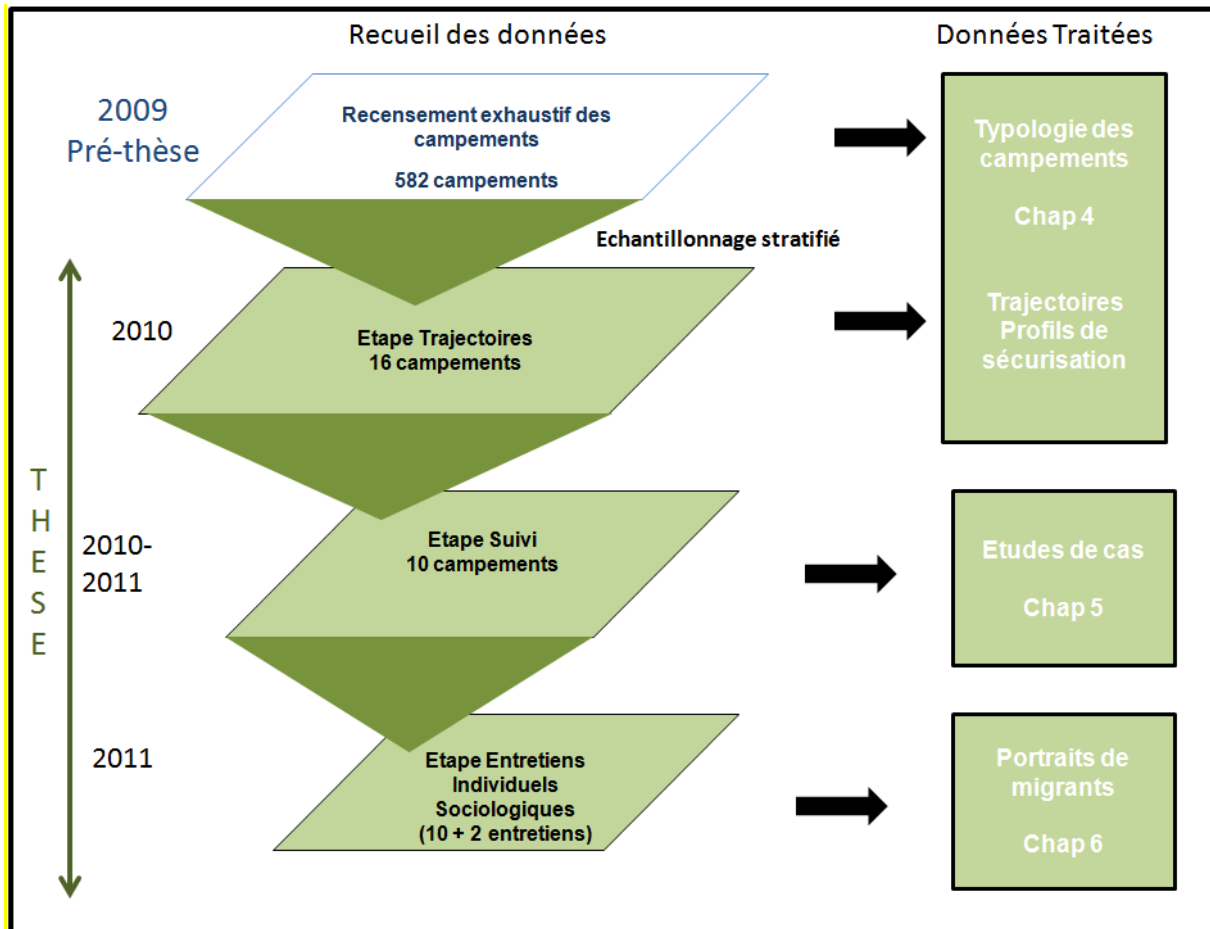 Recueil des données
Données Traitées
2009
Pré-thèse
Recensement exhaustif des
campements
582 campements
Typologie des
campements
Chap 4
Echantillonnage stratifié
2010
Etape Trajectoires
16 campements
Trajectoires
Profils de
sécurisation
T
H
E
S
E
2010-
2011
Etape Suivi
10 campements
Etudes de cas
Chap 5
2011
Etape Entretiens
Individuels
Sociologiques
(10 + 2 entretiens)
Portraits de
migrants
Chap 6